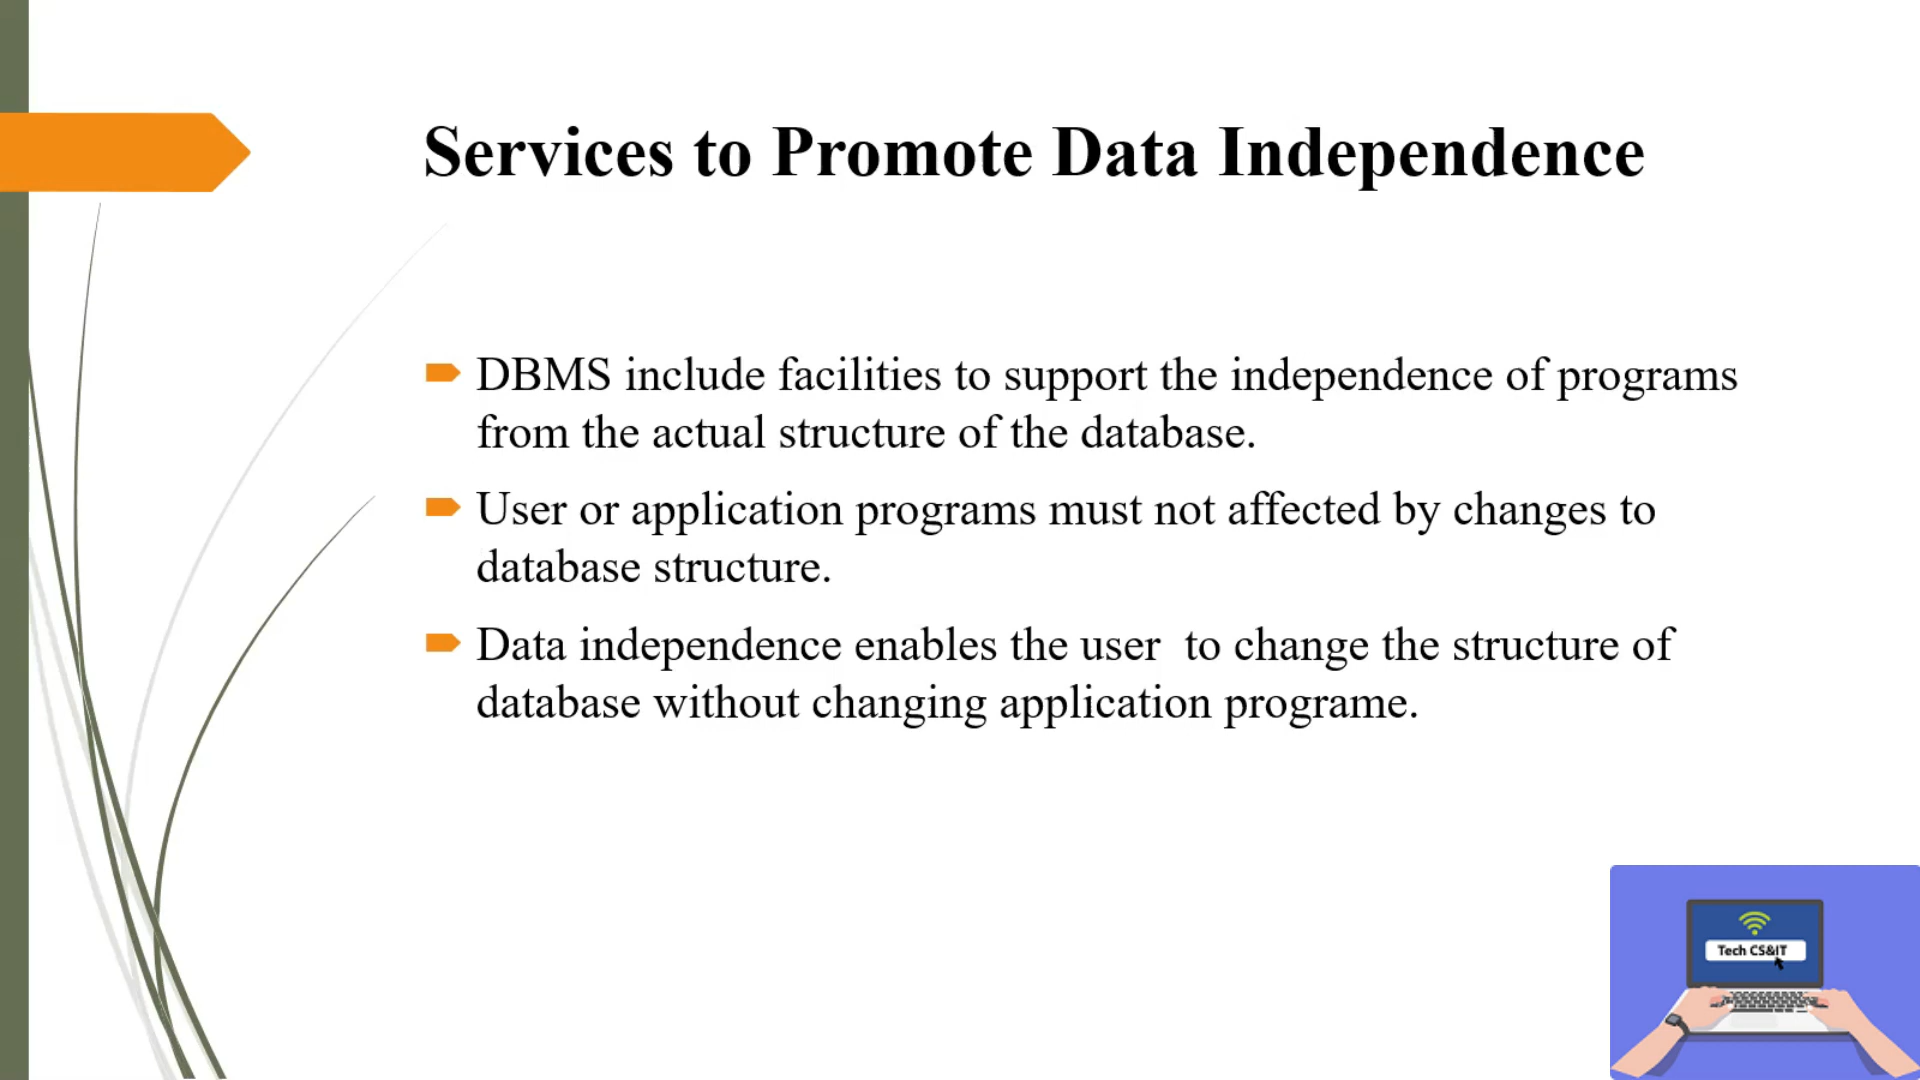 Services to Promote Data Independence
DBMS include facilities to support the independence of programs
from the actual structure of the database.
User or application programs must not affected by changes to
database structure.
Data independence enables the user  to change the structure of
database without changing application programe.
Tech CS&IT